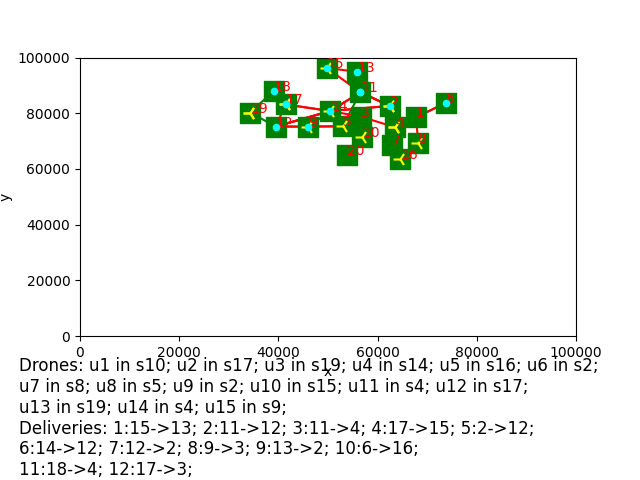 100000
80000
60000
40000
20000
0
y
0 20000 40000 60000 80000 100000
x
Drones: u1 in s10; u2 in s17; u3 in s19; u4 in s14; u5 in s16; u6 in s2;
u7 in s8; u8 in s5; u9 in s2; u10 in s15; u11 in s4; u12 in s17;
u13 in s19; u14 in s4; u15 in s9;
Deliveries: 1:15->13; 2:11->12; 3:11->4; 4:17->15; 5:2->12;
6:14->12; 7:12->2; 8:9->3; 9:13->2; 10:6->16;
11:18->4; 12:17->3;